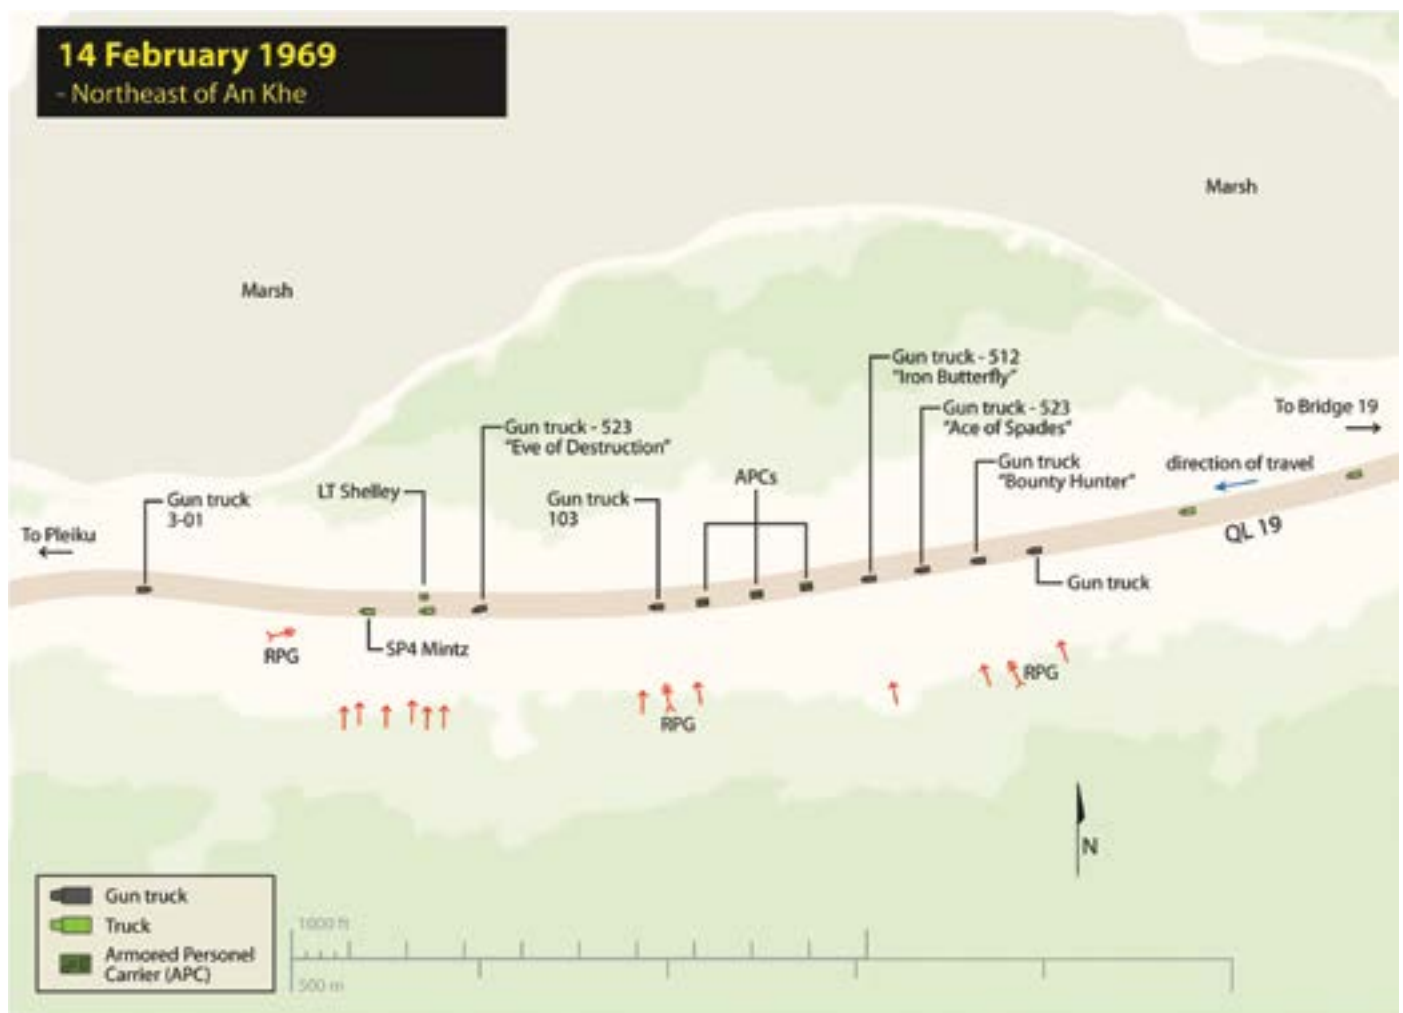 14 February 1969
- Northeast of An Khe
Marsh
Marsh
Gun truck - 512
"Iron Butterfly"
To Bridge 19
Gun truck - 523
"Ace of Spades"
Gun truck - 523
"Eve of Destruction"
direction of travel
Gun truck
"Bounty Hunter"
APCs
LT Shelley
Gun truck
3-01
Gun truck
103
To Pleiku
QL 19
Gun truck
SP4 Mintz
RPG
RPG
RPG
N
Gun truck
Truck
Armored Personel
Carrier (APC)
1000 ft
500 m